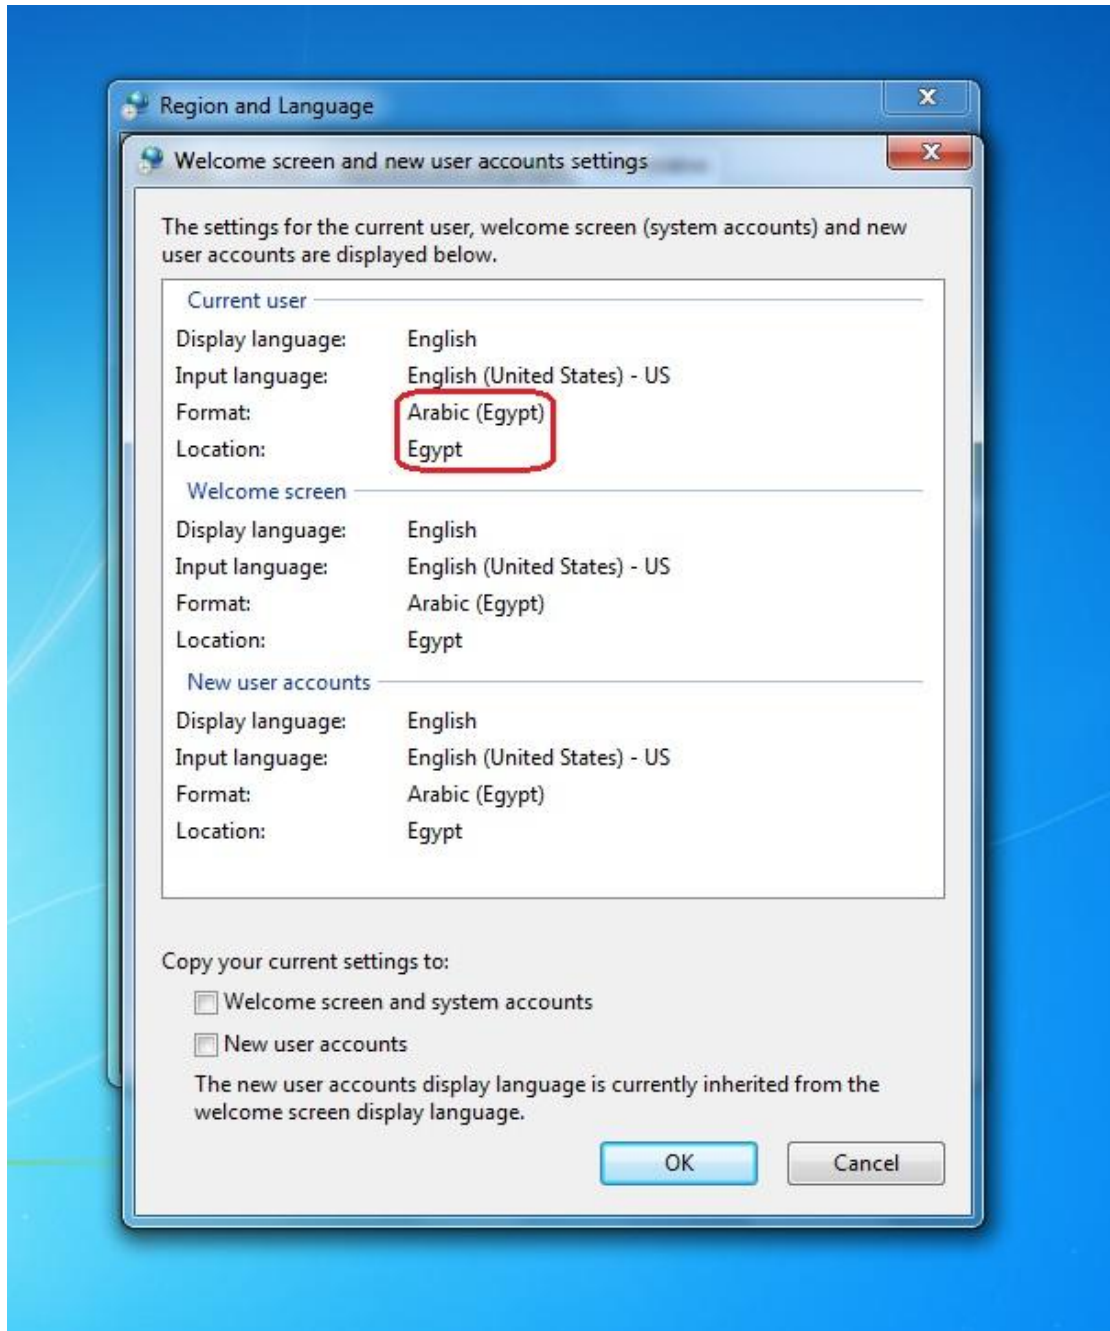 Region and Language
Welcome screen and new user accounts settings
The settings for the current user, welcome screen (system accounts) and new
user accounts are displayed below.
Current user
Display language: English
Input language: English (United States) - US
Format: Arabic (Egypt)
Location: Egypt
Welcome screen
Display language: English
Input language: English (United States) - US
Format: Arabic (Egypt)
Location: Egypt
New user accounts
Display language: English
Input language: English (United States) - US
Format: Arabic (Egypt)
Location: Egypt
Copy your current settings to:
Welcome screen and system accounts
New user accounts
The new user accounts display language is currently inherited from the
welcome screen display language.
OK Cancel